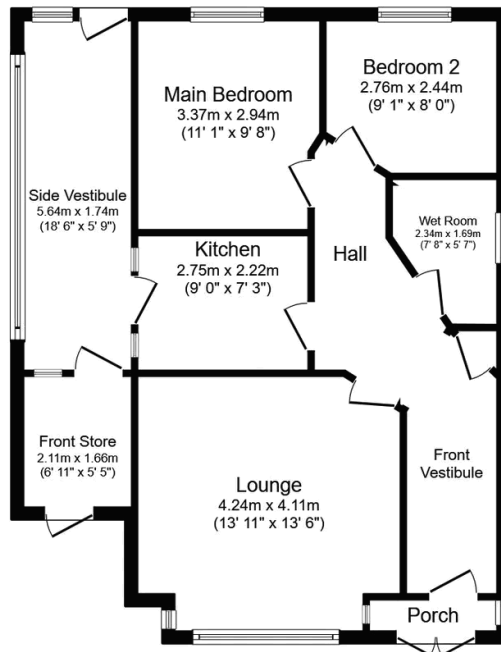 Main Bedroom
3.37m x 2.94m
(11' 1" x 9' 8")
Bedroom 2
2.76m x 2.44m
(9' 1" x 8' 0")
Side Vestibule
5.64m x 1.74m
(18' 6" x 5' 9")
Wet Room
2.34m x 1.69m
(7' 8" x 5' 7")
Kitchen
2.75m x 2.22m
(9' 0" x 7' 3")
Hall
Front Store
2.11m x 1.66m
(6' 11" x 5' 5")
Lounge
4.24m x 4.11m
(13' 11" x 13' 6")
Front
Vestibule
Porch